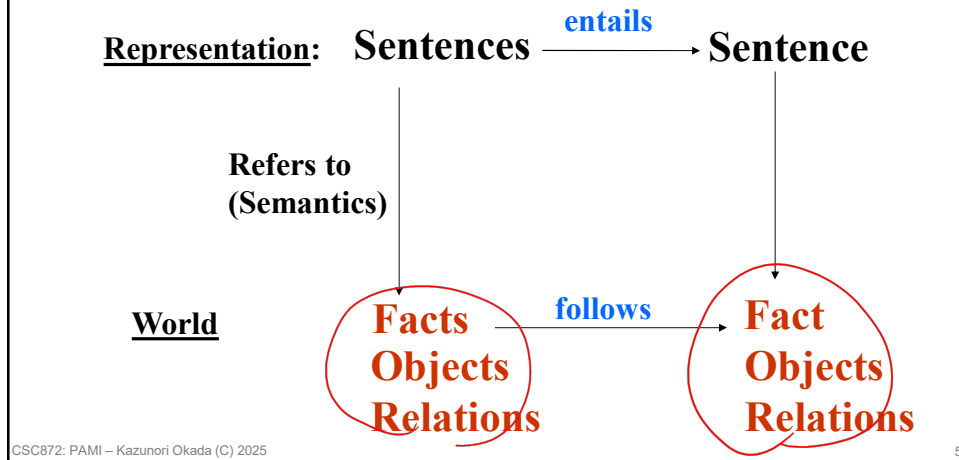 entails
Representation: Sentences Sentence
Refers to
(Semantics)
World Facts follows Fact
Objects Objects
Relations Relations
CSC872: PAMI – Kazunori Okada (C) 2025 5